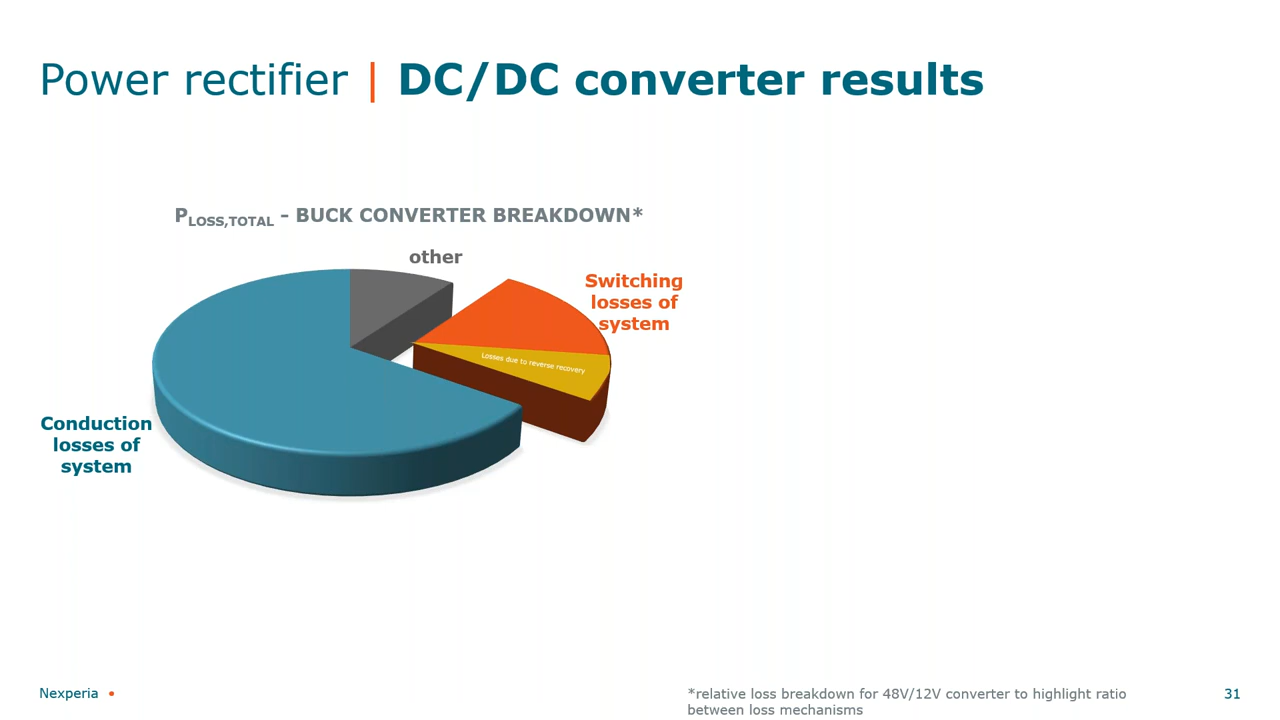 Power rectifier | DC/DC converter results
PLOSS,TOTAL - BUCK CONVERTER BREAKDOWN*
other
Switching
losses of
system
Losses due to reverse recovery
Conduction
losses of
system
Nexperia •
*relative loss breakdown for 48V/12V converter to highlight ratio
between loss mechanisms
31